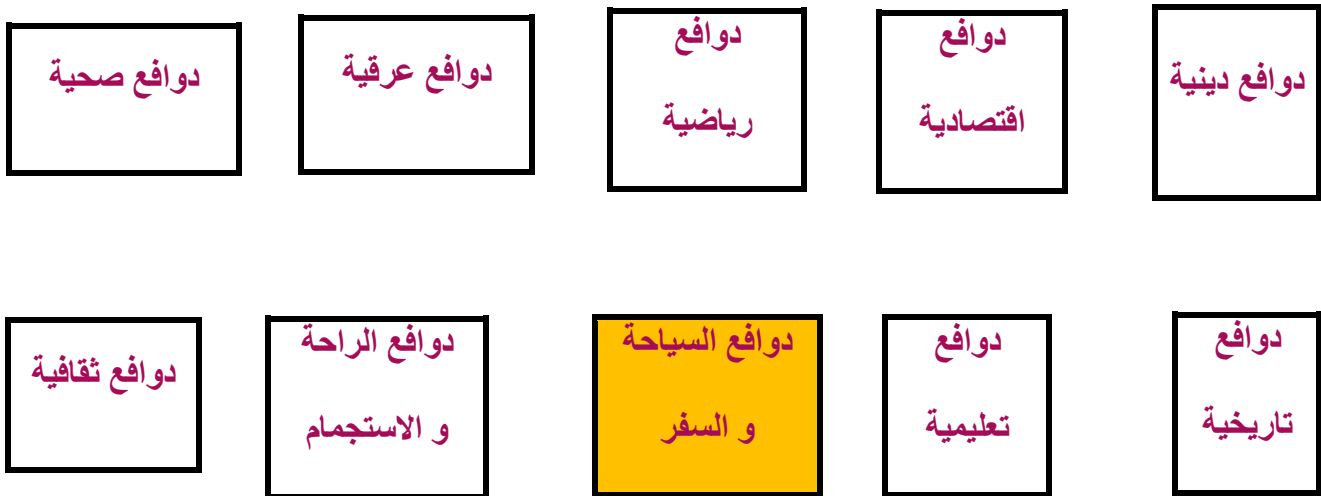 دوافع دينية
دوافع
اقتصادية
دوافع
رياضية
دوافع عرقية
دوافع صحية
دوافع
تاريخية
دوافع
تعليمية
دوافع السياحة
و السفر
دوافع الراحة
و الاستجمام
دوافع ثقافية